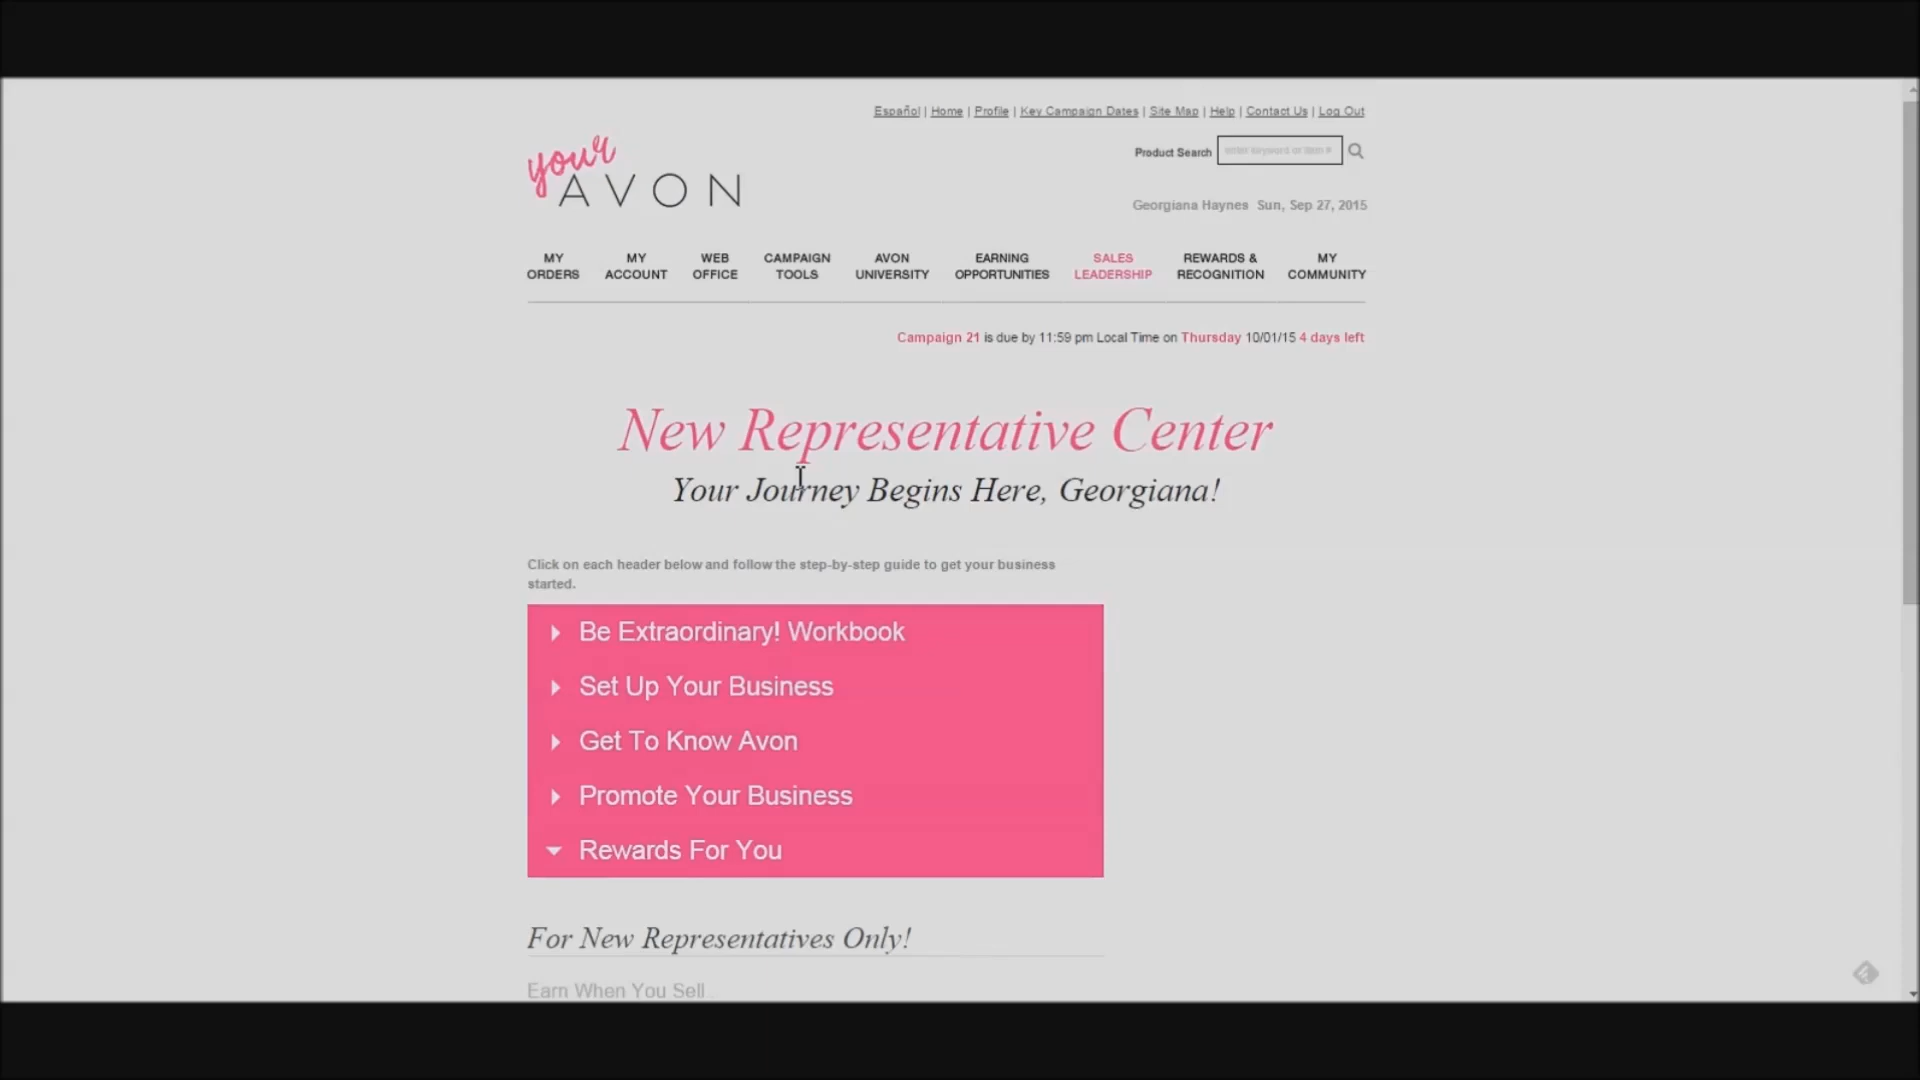 Español | Home | Profile | Key Campaign Dates | Site Map | Help | Contact Us | Log Out
your
AVON
Product Search enter keyword or item #
Georgiana Haynes Sun, Sep 27, 2015
MY ORDERS
MY ACCOUNT
WEB OFFICE
CAMPAIGN TOOLS
AVON UNIVERSITY
EARNING OPPORTUNITIES
SALES LEADERSHIP
REWARDS & RECOGNITION
MY COMMUNITY
Campaign 21 is due by 11:59 pm Local Time on Thursday 10/01/15 4 days left
New Representative Center
Your Journey Begins Here, Georgiana!
Click on each header below and follow the step-by-step guide to get your business
started.
Be Extraordinary! Workbook
Set Up Your Business
Get To Know Avon
Promote Your Business
Rewards For You
For New Representatives Only!
Earn When You Sell